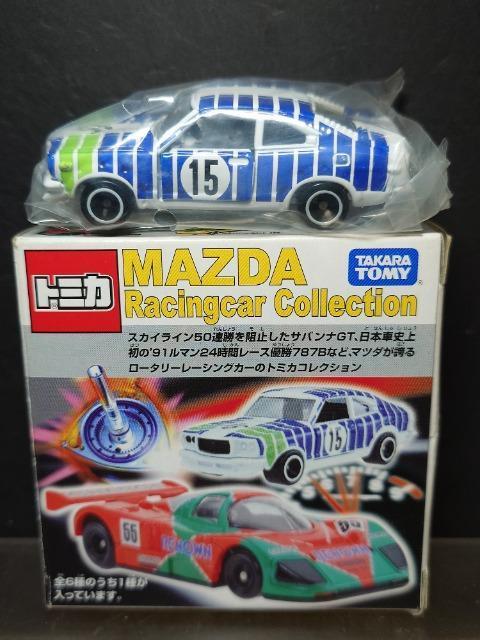 15
トミカ
MAZDA
Racingcar Collection
TAKARA
TOMY
スカイライン50連勝を阻止したサバンナGT、日本車史上
初の'91ルマン24時間レース優勝787Bなど、マツダが誇る
ロータリーレーシングカーのトミカコレクション
15
55
RENOWN
RENOWN
全6種のうち1種が
入っています。